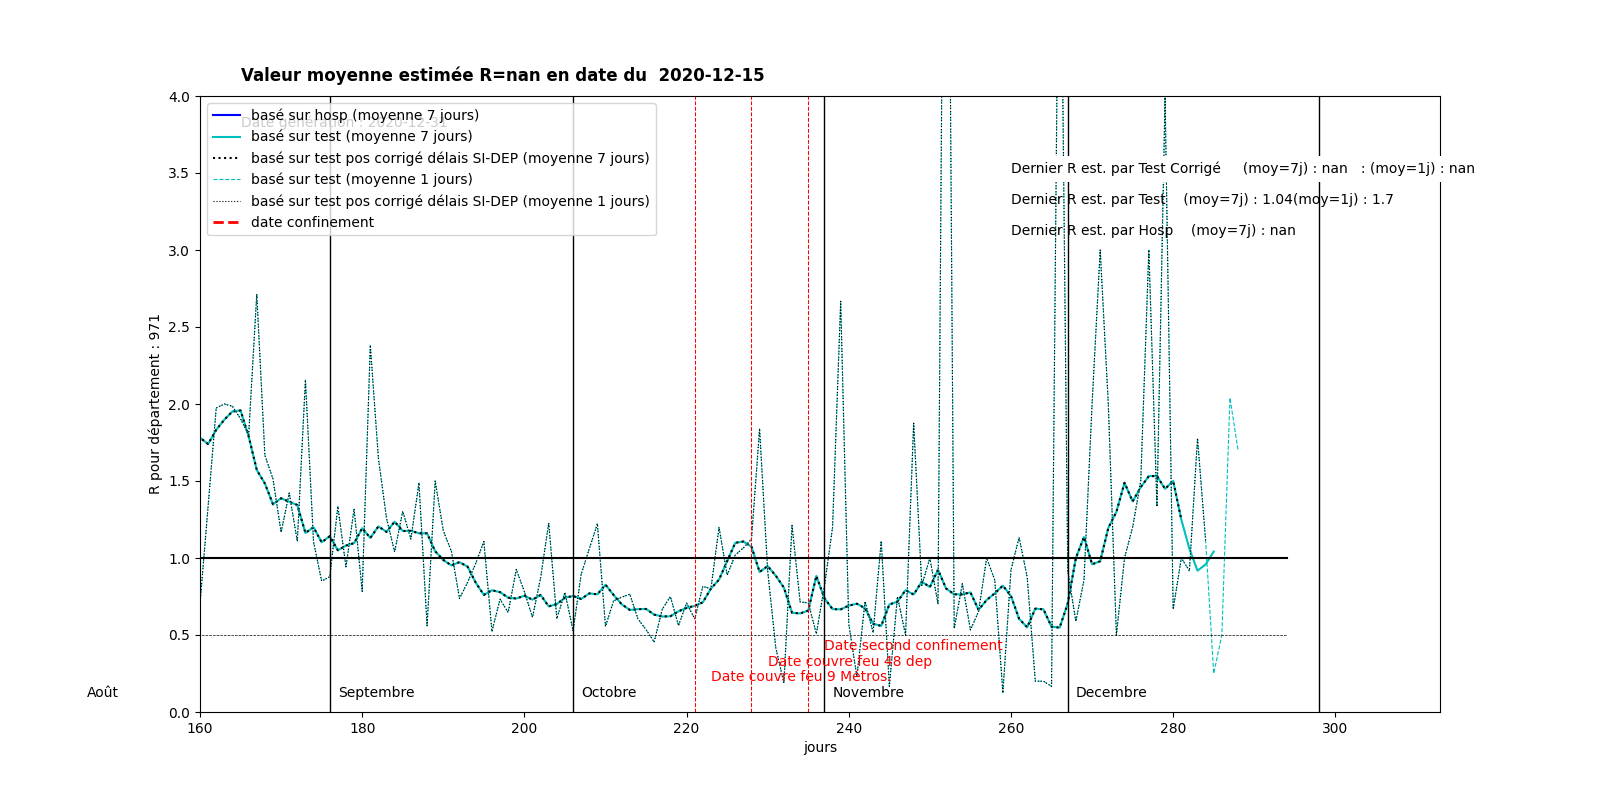 Valeur moyenne estimée R=nan en date du  2020-12-15
Date génération : 2020-12-31
basé sur hosp (moyenne 7 jours)
basé sur test (moyenne 7 jours)
basé sur test pos corrigé délais SI-DEP (moyenne 7 jours)
basé sur test (moyenne 1 jours)
basé sur test pos corrigé délais SI-DEP (moyenne 1 jours)
date confinement
Dernier R est. par Test Corrigé     (moy=7j) : nan   : (moy=1j) : nan
Dernier R est. par Test    (moy=7j) : 1.04(moy=1j) : 1.7
Dernier R est. par Hosp    (moy=7j) : nan
4.0
3.5
3.0
2.5
2.0
1.5
1.0
0.5
0.0
R pour département : 971
Date second confinement
Date couvre feu 48 dep
Date couvre feu 9 Metros
Août
Septembre
Octobre
Novembre
Decembre
160
180
200
220
240
260
280
300
jours